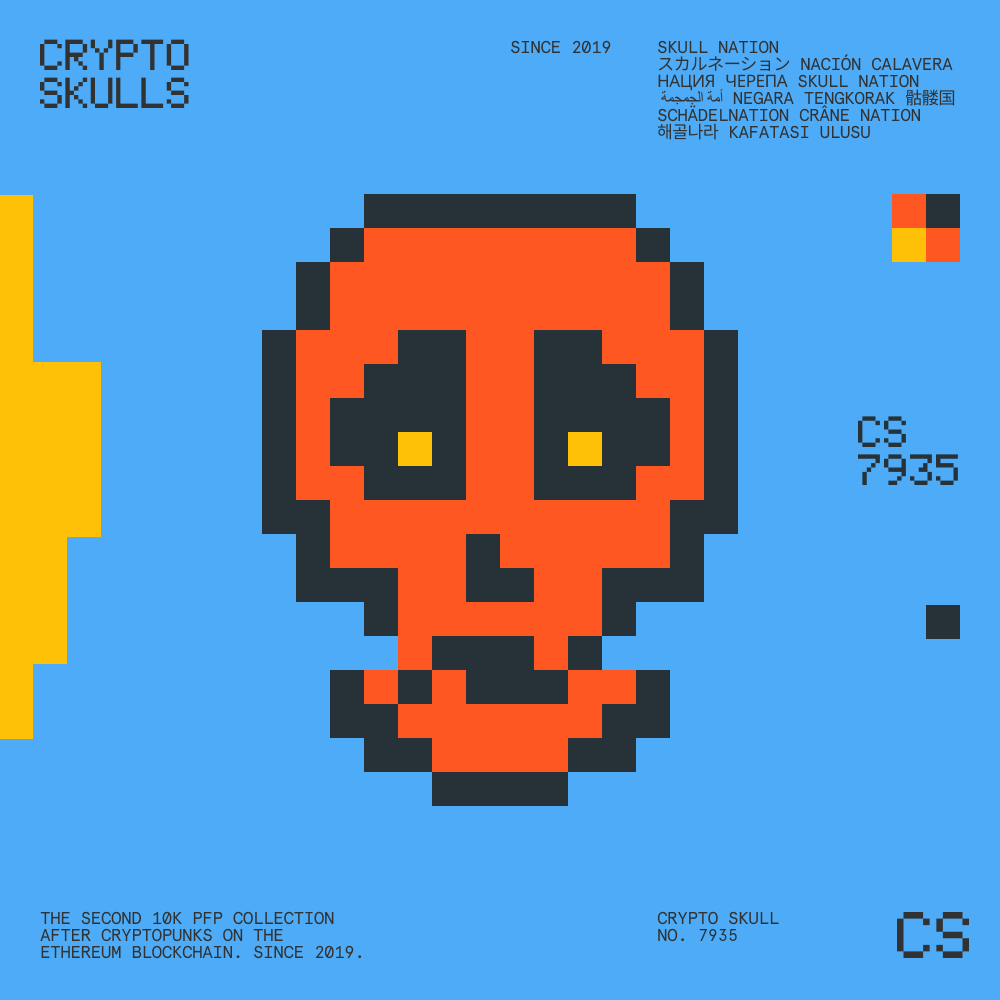 CRYPTO
SKULLS
SINCE 2019
SKULL NATION
スカルネーション NACIÓN CALAVERA
НАЦИЯ ЧЕРЕПА SKULL NATION
أمة الجمجمة NEGARA TENGKORAK 骷髅国
SCHÄDELNATION CRÂNE NATION
해골나라 KAFATASI ULUSU
CS
7935
THE SECOND 10K PFP COLLECTION
AFTER CRYPTOPUNKS ON THE
ETHEREUM BLOCKCHAIN. SINCE 2019.
CRYPTO SKULL
NO. 7935
CS